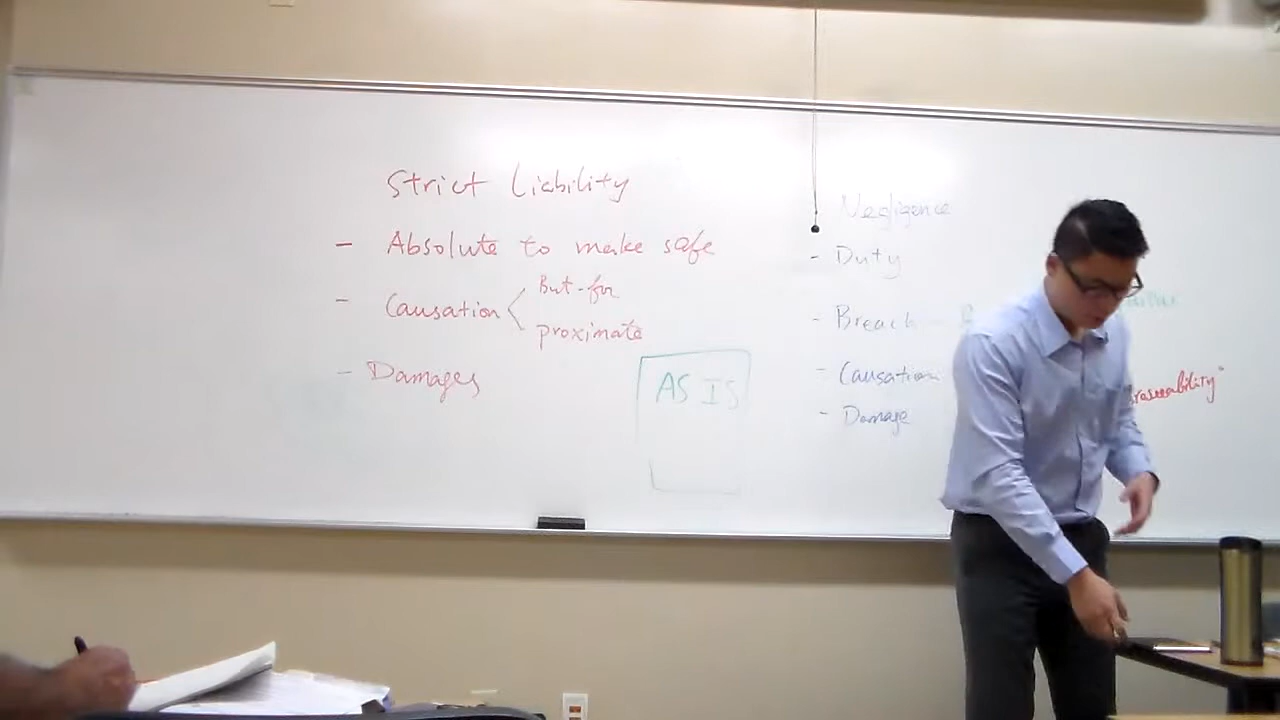 Strict Liability
- Absolute to make safe
- Causation < But-for
proximate
- Damages
AS IS
Negligence
- Duty
- Breach -
- Causation
- Damage